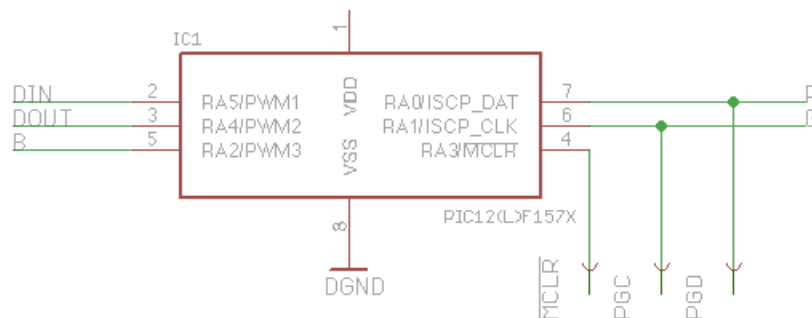 1
IC1
DIN 2 RA5/PWM1 VDD RA0/ISCP_DAT 7
DOUT 3 RA4/PWM2 RA1/ISCP_CLK 6
B 5 RA2/PWM3 VSS RA3/MCLR 4
PIC12(L)F157X
8
DGND
MCLR
PGC
PGD